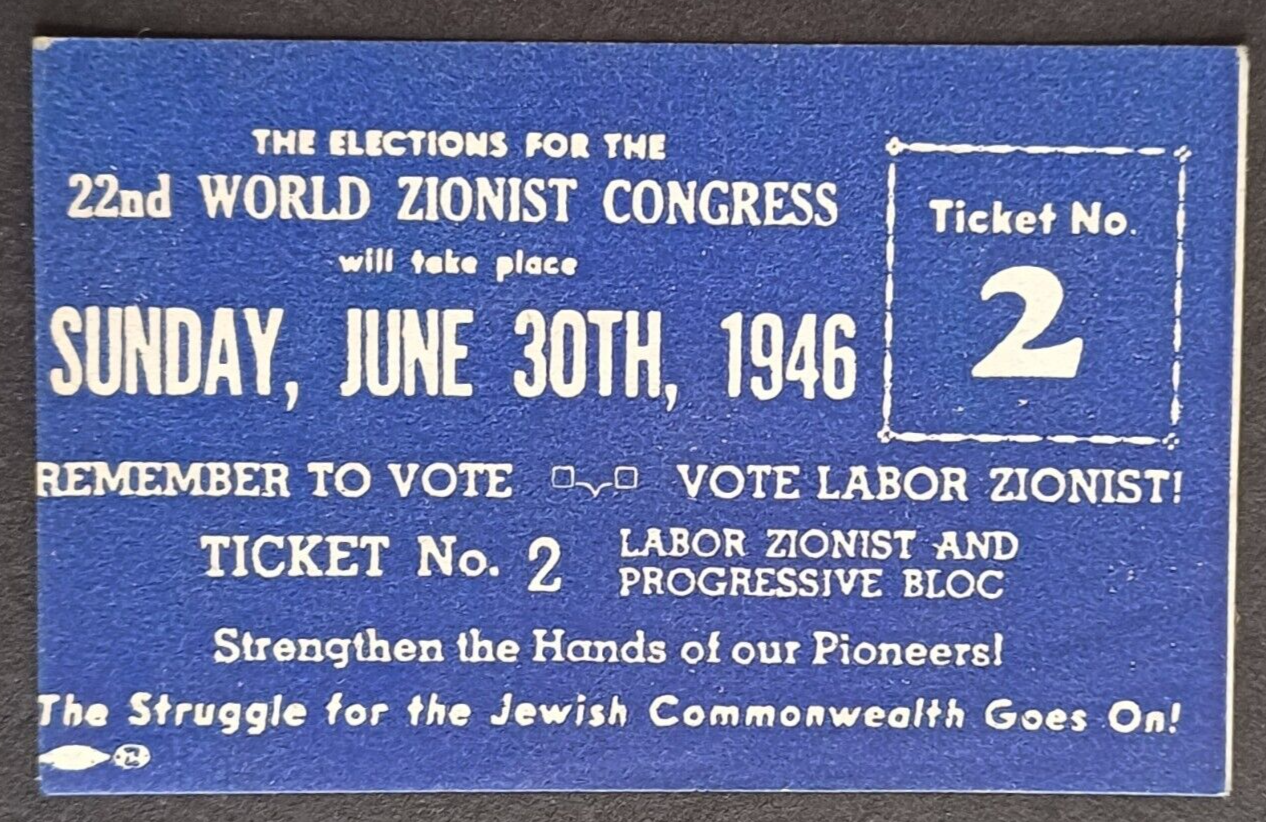 THE ELECTIONS FOR THE
22nd WORLD ZIONIST CONGRESS
will take place
SUNDAY, JUNE 30TH, 1946
Ticket No.
2
REMEMBER TO VOTE VOTE LABOR ZIONIST!
TICKET No. 2 LABOR ZIONIST AND
PROGRESSIVE BLOC
Strengthen the Hands of our Pioneers!
The Struggle for the Jewish Commonwealth Goes On!